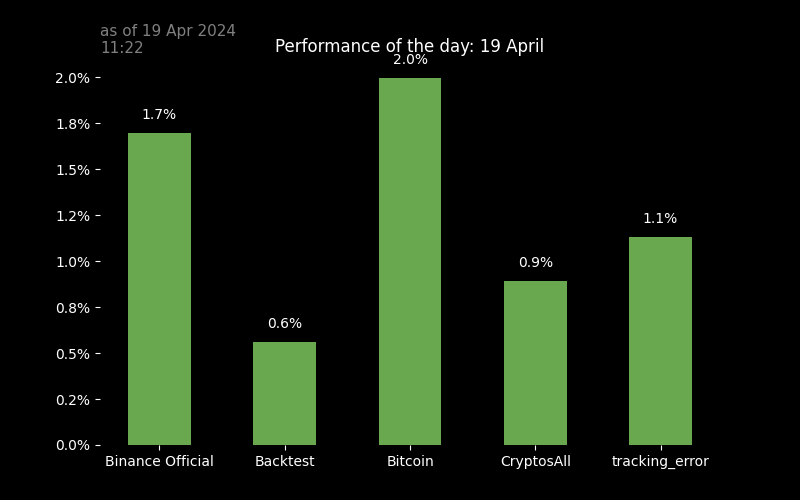 as of 19 Apr 2024
11:22
Performance of the day: 19 April
2.0%
1.8%
1.5%
1.2%
1.0%
0.8%
0.5%
0.2%
0.0%
1.7%
0.6%
2.0%
0.9%
1.1%
Binance Official
Backtest
Bitcoin
CryptosAll
tracking_error